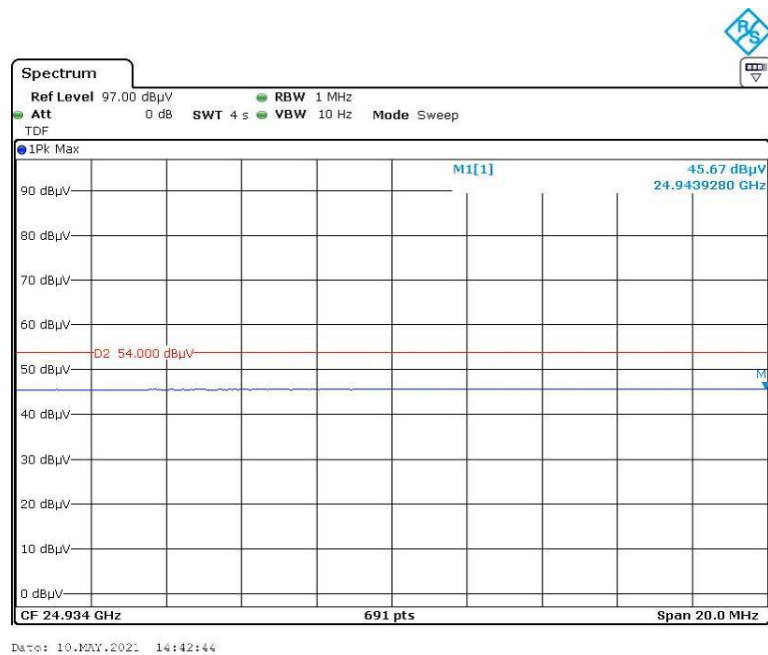 R&S
Spectrum
Ref Level 97.00 dBµV RBW 1 MHz
Att 0 dB SWT 4 s VBW 10 Hz Mode Sweep
TDF
1Pk Max
M1[1] 45.67 dBµV
24.9439280 GHz
90 dBµV
80 dBµV
70 dBµV
60 dBµV
D2 54.000 dBµV
50 dBµV
M
40 dBµV
30 dBµV
20 dBµV
10 dBµV
0 dBµV
CF 24.934 GHz 691 pts Span 20.0 MHz
Date: 10.MAY.2021 14:42:44